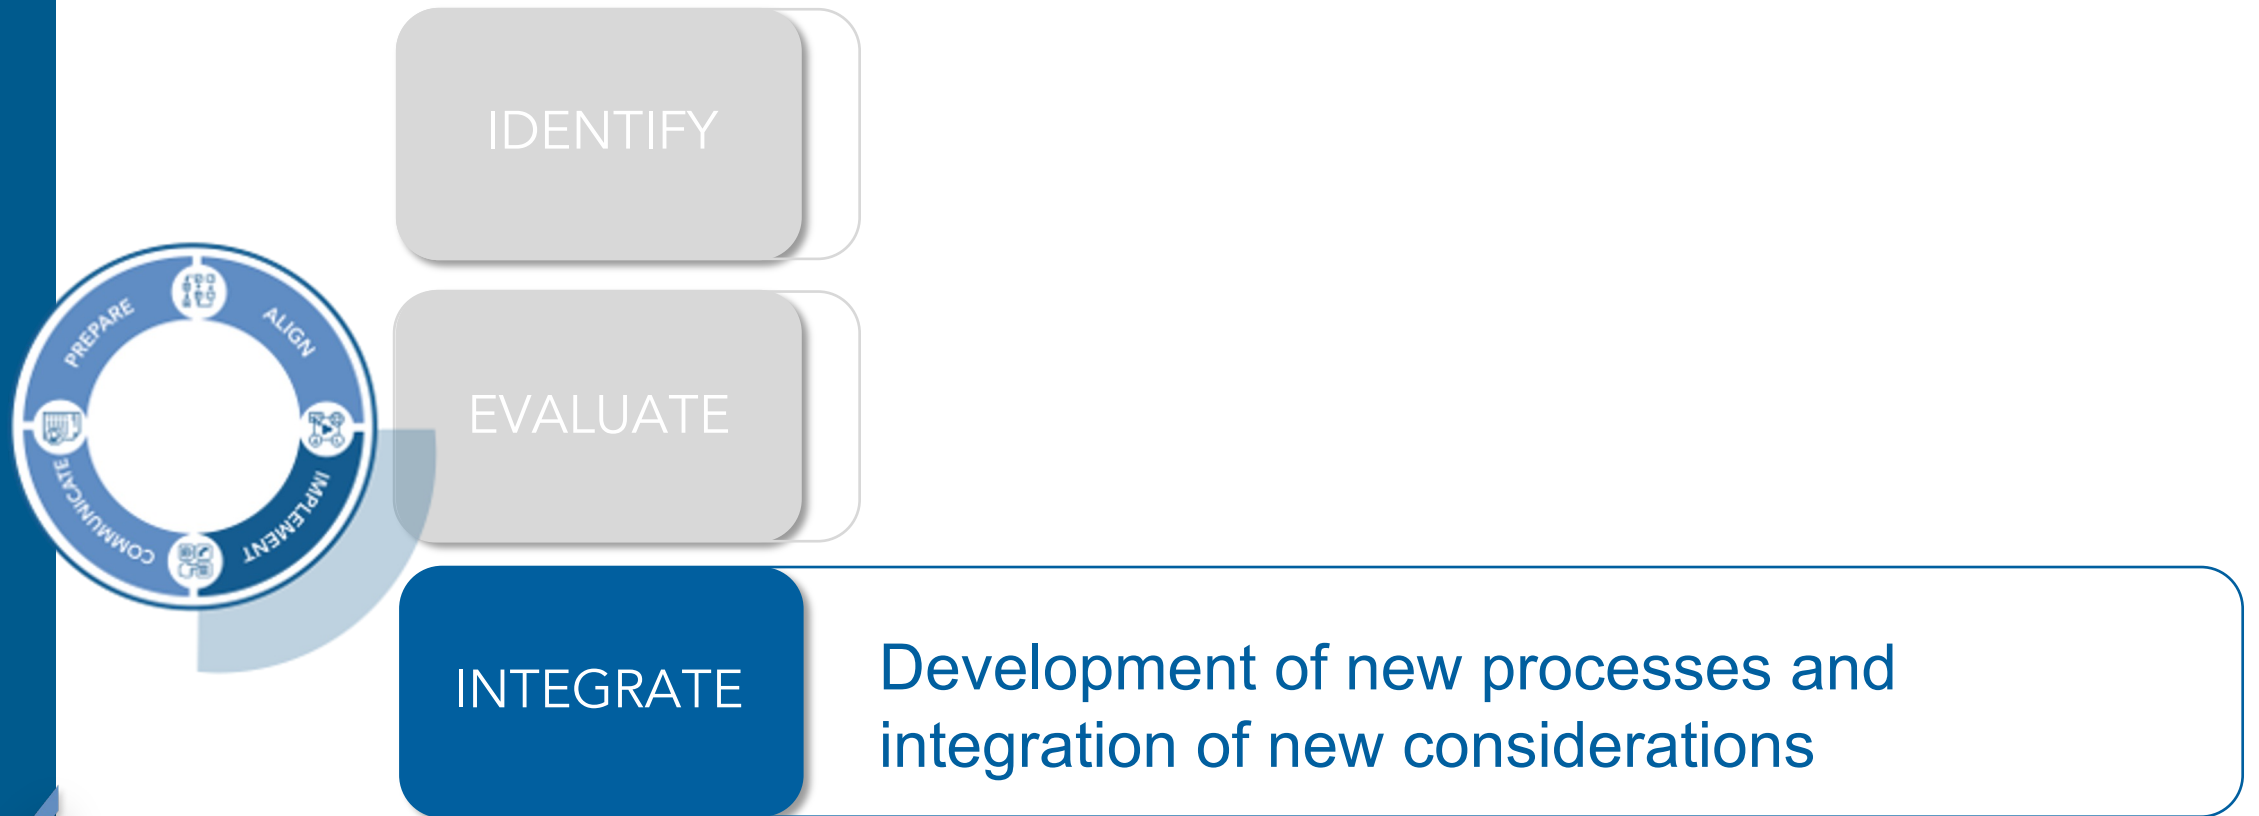 IDENTIFY
PREPARE
ALIGN
EVALUATE
COMMUNICATE
IMPLEMENT
INTEGRATE
Development of new processes and
integration of new considerations